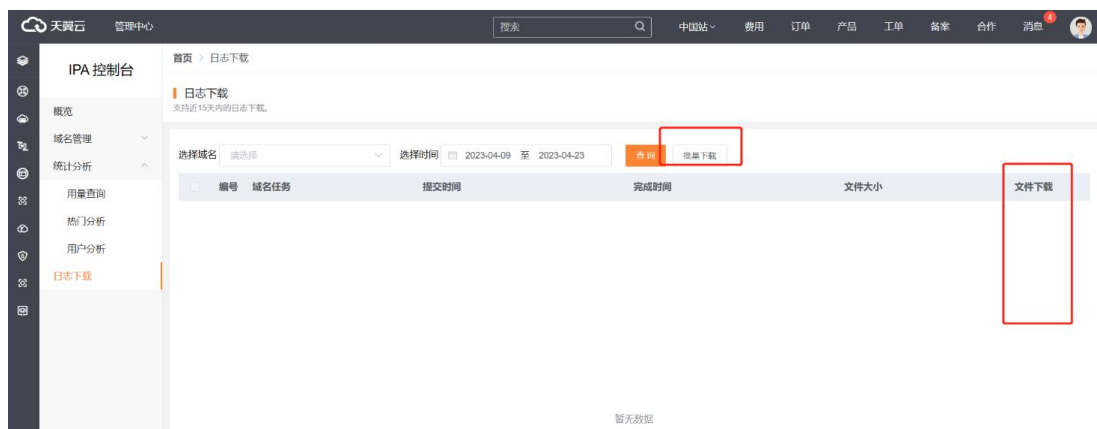 天翼云 管理中心 搜索 中国站 费用 订单 产品 工单 备案 合作 消息 4
IPA 控制台
概览
域名管理
统计分析
用量查询
热门分析
用户分析
日志下载
首页 > 日志下载
日志下载
支持近15天内的日志下载。
选择域名 请选择 选择时间 2023-04-09 至 2023-04-23 查询 批量下载
编号 域名任务 提交时间 完成时间 文件大小 文件下载
暂无数据